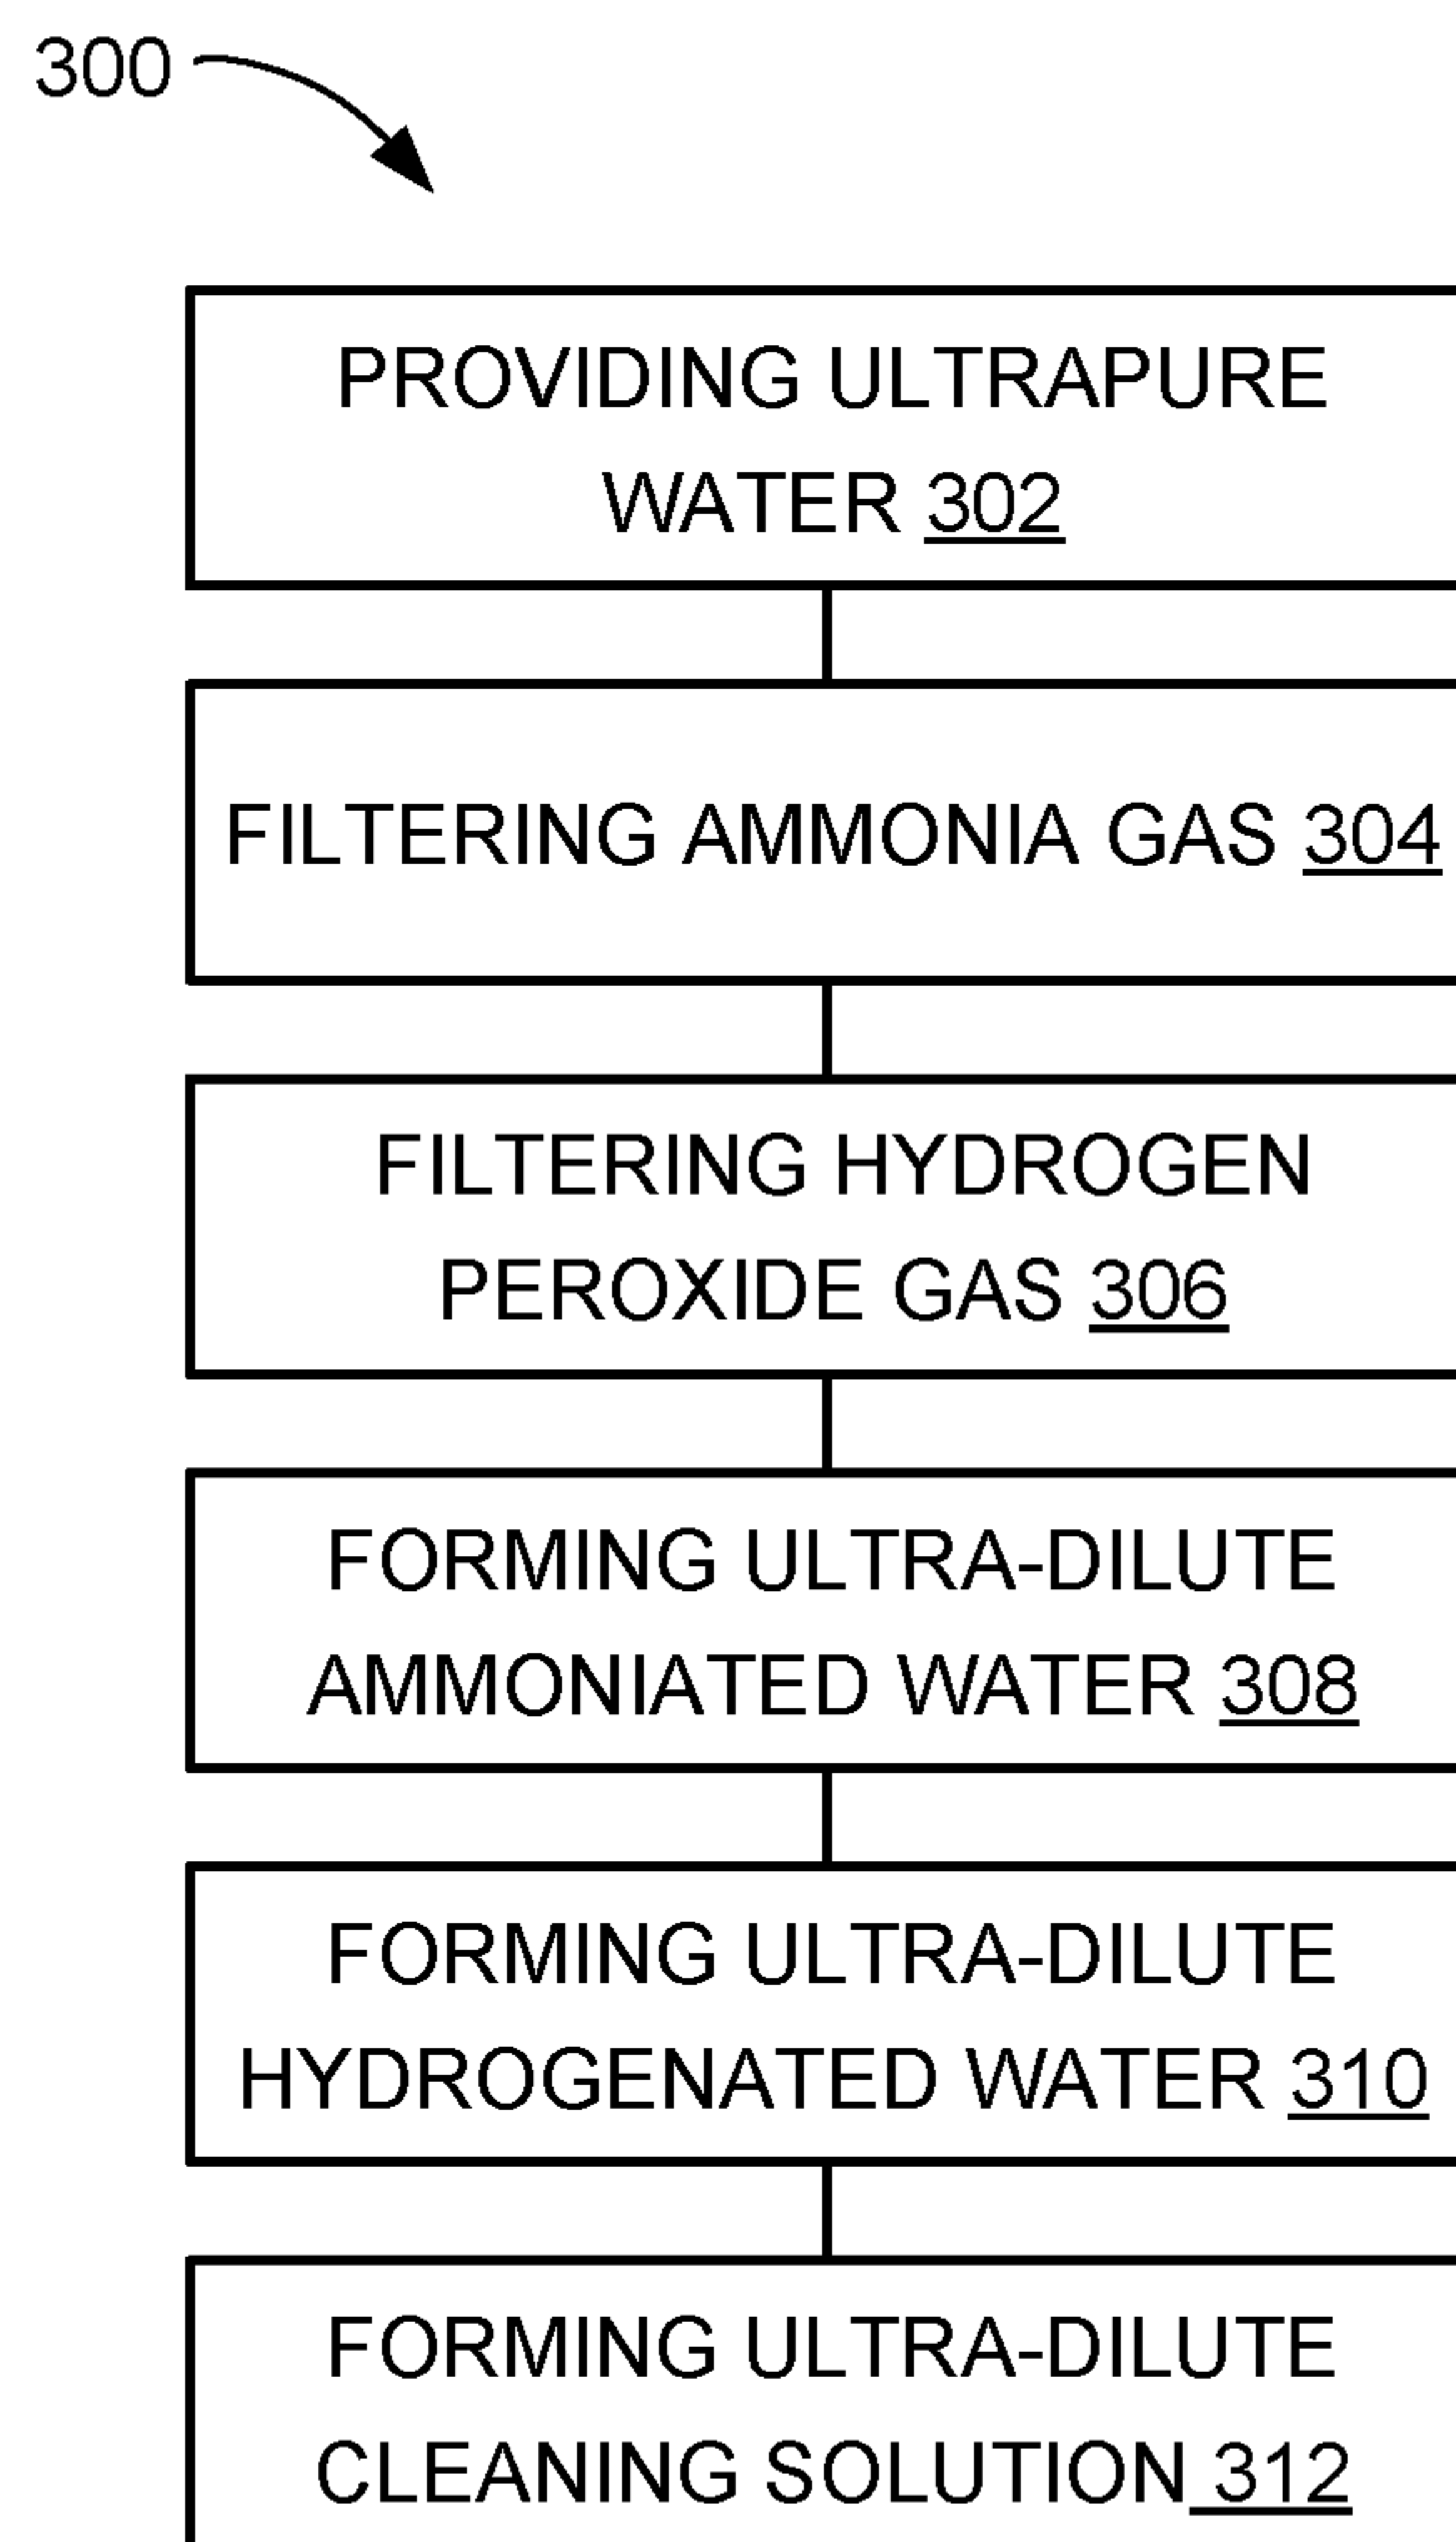 300
PROVIDING ULTRAPURE
WATER 302
FILTERING AMMONIA GAS 304
FILTERING HYDROGEN
PEROXIDE GAS 306
FORMING ULTRA-DILUTE
AMMONIATED WATER 308
FORMING ULTRA-DILUTE
HYDROGENATED WATER 310
FORMING ULTRA-DILUTE
CLEANING SOLUTION 312